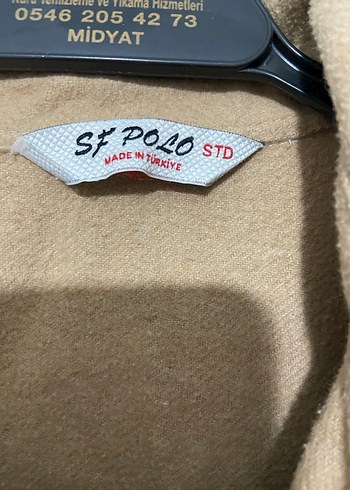 Kuru Temizleme ve Yıkama Hizmetleri
0546 205 42 73
MİDYAT
SF POLO STD
MADE IN TÜRKİYE